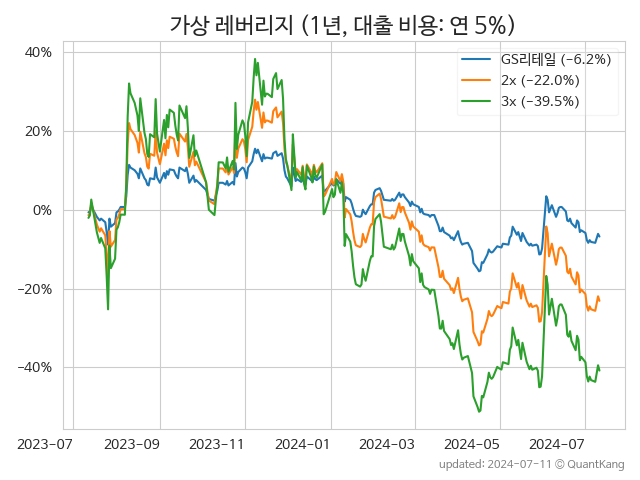 가상 레버리지 (1년, 대출 비용: 연 5%)
40%
20%
0%
−20%
−40%
GS리테일 (−6.2%)
2x (−22.0%)
3x (−39.5%)
2023-07
2023-09
2023-11
2024-01
2024-03
2024-05
2024-07
updated: 2024-07-11 © QuantKang